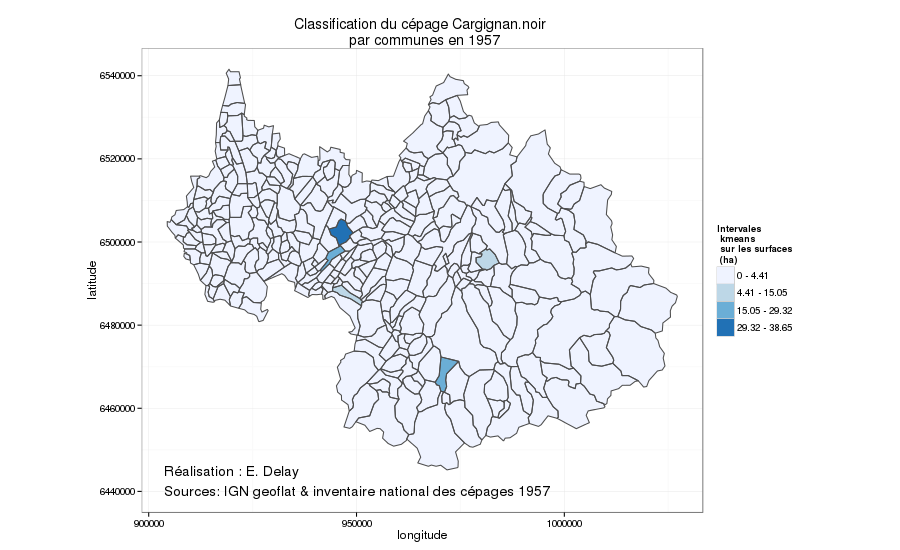 Classification du cépage Cargignan.noir
par communes en 1957
6540000
6520000
6500000
6480000
6460000
6440000
latitude
900000
950000
1000000
longitude
Réalisation : E. Delay
Sources: IGN geoflat & inventaire national des cépages 1957
Intervales
kmeans
sur les surfaces
(ha)
0 - 4.41
4.41 - 15.05
15.05 - 29.32
29.32 - 38.65